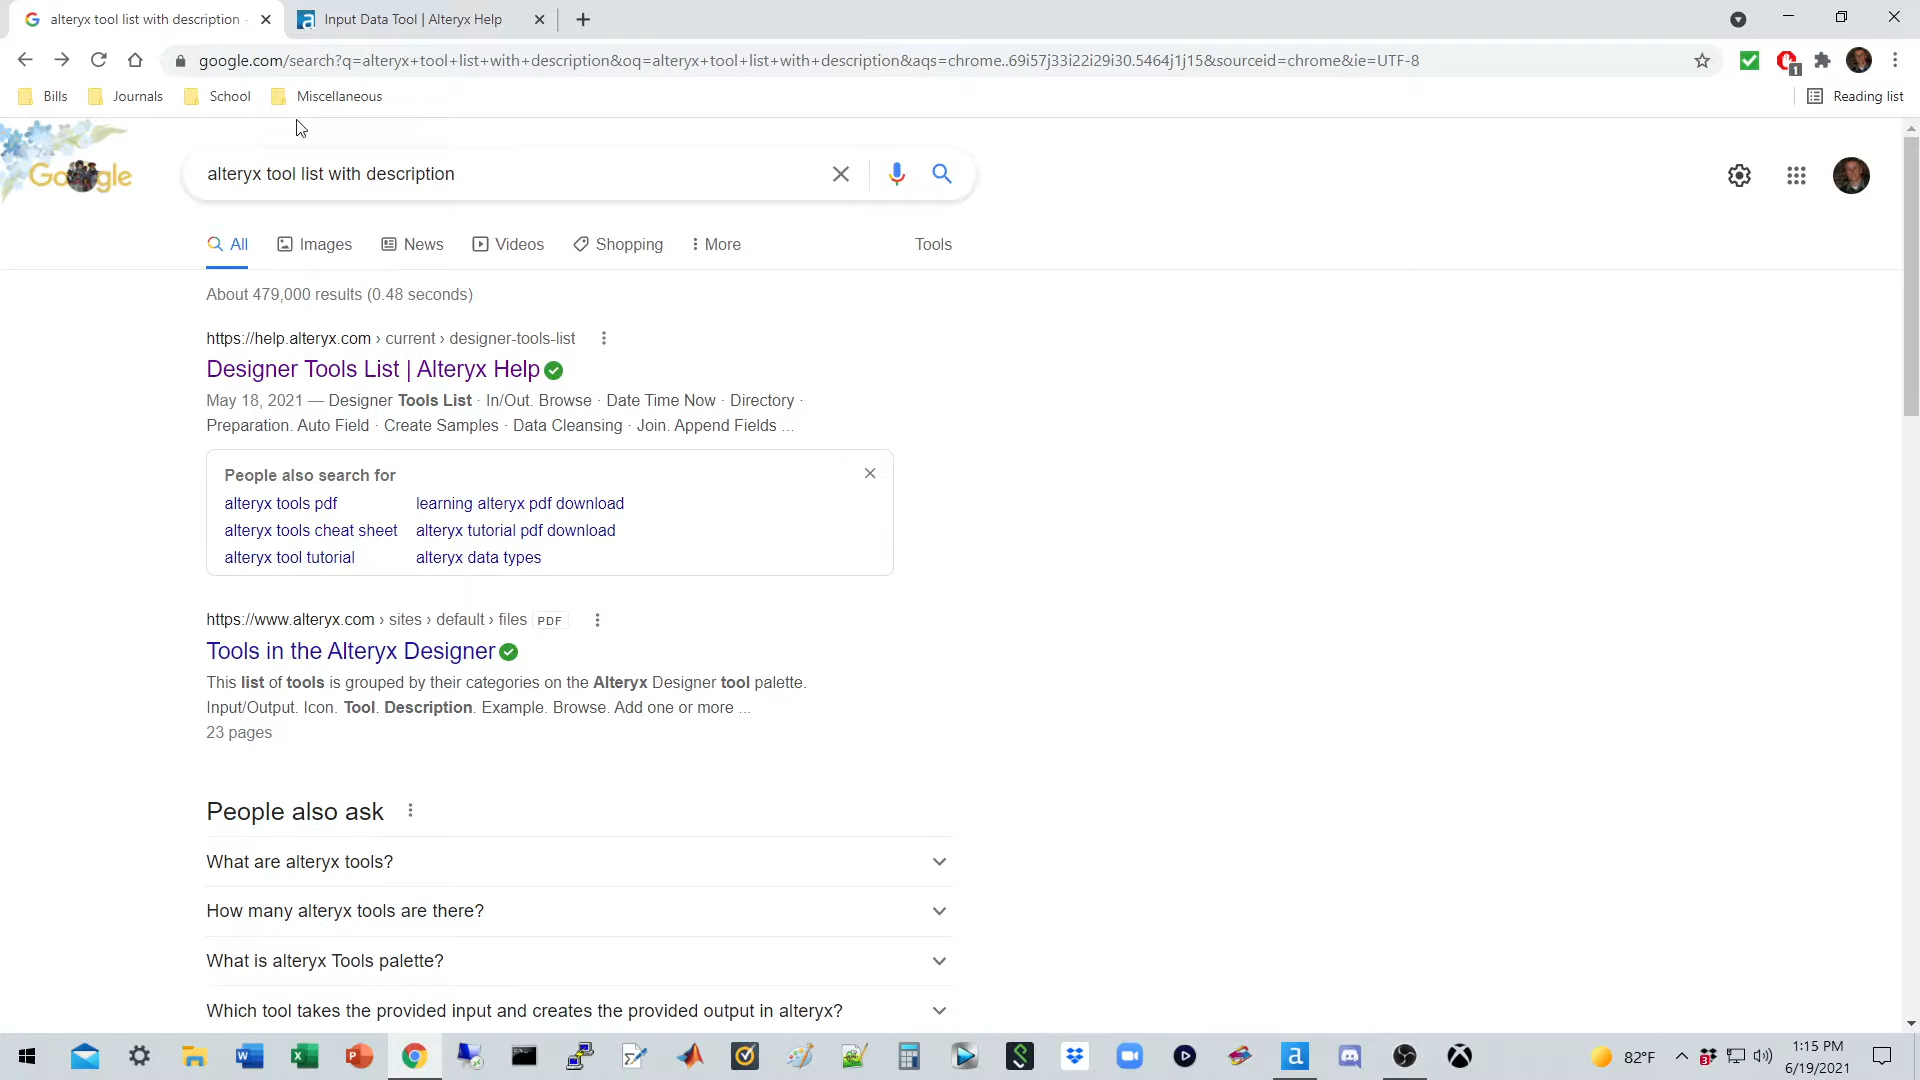 alteryx tool list with description
Input Data Tool | Alteryx Help
google.com/search?q=alteryx+tool+list+with+description&oq=alteryx+tool+list+with+description&aqs=chrome..69i57j33i22i29i30.5464j1j15&sourceid=chrome&ie=UTF-8
1
Bills Journals School Miscellaneous Reading list
Google
alteryx tool list with description
All Images News Videos Shopping More Tools
About 479,000 results (0.48 seconds)
https://help.alteryx.com › current › designer-tools-list
Designer Tools List | Alteryx Help
May 18, 2021 — Designer Tools List · In/Out. Browse · Date Time Now · Directory ·
Preparation. Auto Field · Create Samples · Data Cleansing · Join. Append Fields ...
People also search for
alteryx tools pdf learning alteryx pdf download
alteryx tools cheat sheet alteryx tutorial pdf download
alteryx tool tutorial alteryx data types
https://www.alteryx.com › sites › default › files PDF
Tools in the Alteryx Designer
This list of tools is grouped by their categories on the Alteryx Designer tool palette.
Input/Output. Icon. Tool. Description. Example. Browse. Add one or more ...
23 pages
People also ask
What are alteryx tools?
How many alteryx tools are there?
What is alteryx Tools palette?
Which tool takes the provided input and creates the provided output in alteryx?
82°F
3
1:15 PM
6/19/2021